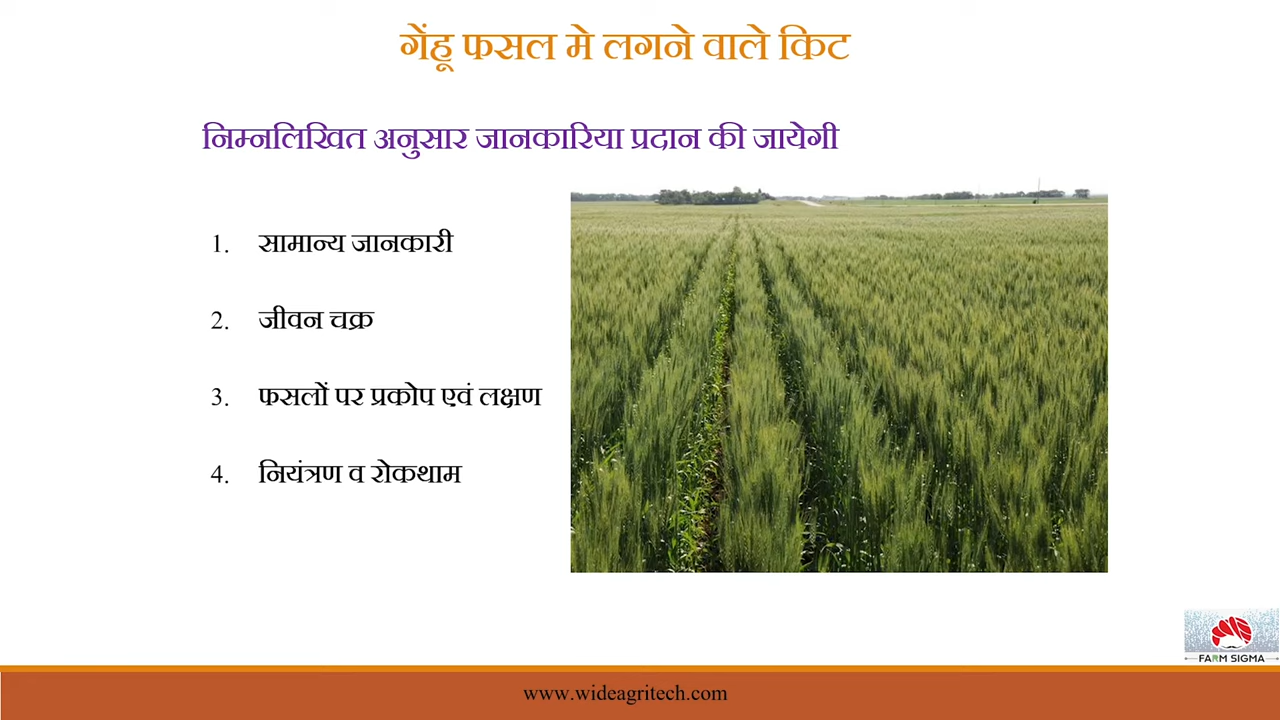 गेंहू फसल मे लगने वाले किट
निम्नलिखित अनुसार जानकारिया प्रदान की जायेगी
1. सामान्य जानकारी
2. जीवन चक्र
3. फसलों पर प्रकोप एवं लक्षण
4. नियंत्रण व रोकथाम
FARM SIGMA
www.wideagritech.com